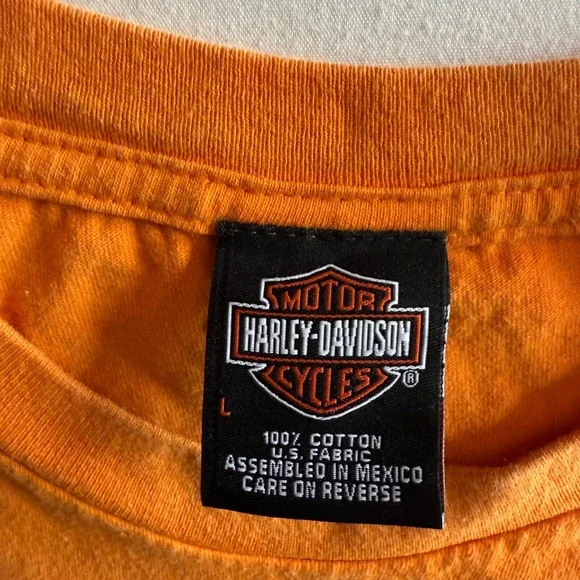 MOTOR
HARLEY-DAVIDSON
CYCLES ®
L
100% COTTON
U.S. FABRIC
ASSEMBLED IN MEXICO
CARE ON REVERSE